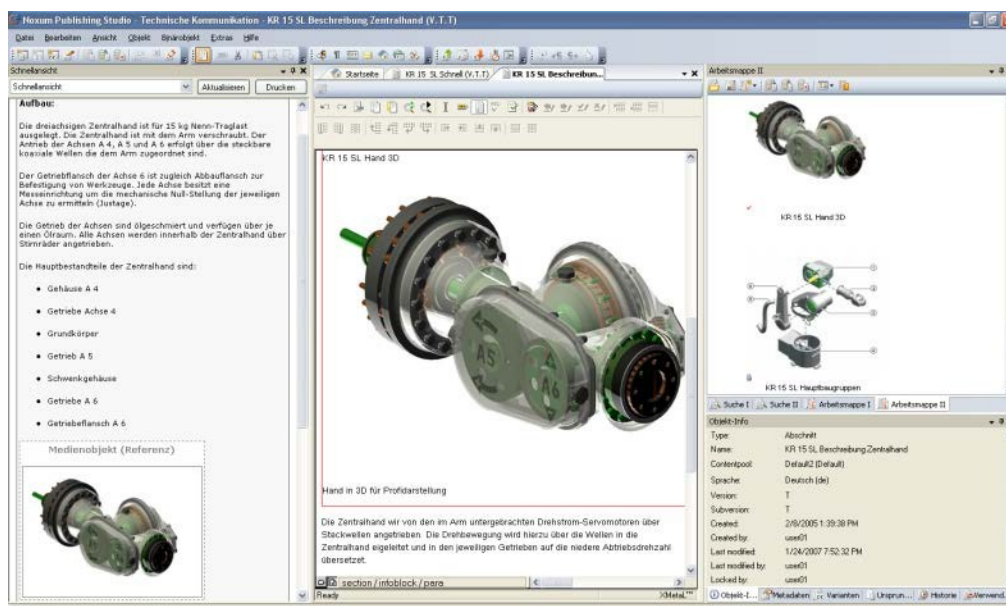 Noxum Publishing Studio - Technische Kommunikation - KR 15 SL Beschreibung Zentralhand (V.T.T)
Datei Bearbeiten Ansicht Objekt Binärobjekt Extras Hilfe
Schnellansicht
Schnellansicht Aktualisieren Drucken
Aufbau:
Die dreiachsigen Zentralhand ist für 15 kg Nenn-Traglast
ausgelegt. Die Zentralhand ist mit dem Arm verschraubt. Der
Antrieb der Achsen A 4, A 5 und A 6 erfolgt über die steckbare
koaxiale Wellen die dem Arm zugeordnet sind.
Der Getriebflansch der Achse 6 ist zugleich Abbauflansch zur
Befestigung von Werkzeuge. Jede Achse besitzt eine
Messeinrichtung um die mechanische Null-Stellung der jeweiligen
Achse zu ermitteln (Justage).
Die Getrieb der Achsen sind ölgeschmiert und verfügen über je
einen Ölraum. Alle Achsen werden innerhalb der Zentralhand über
Stirnräder angetrieben.
Die Hauptbestandteile der Zentralhand sind:
• Gehäuse A 4
• Getriebe Achse 4
• Grundkörper
• Getrieb A 5
• Schwenkgehäuse
• Getriebe A 6
• Getriebeflansch A 6
Medienobjekt (Referenz)
Startseite KR 15 SL Schnell (V.T.T) KR 15 SL Beschreibun...
KR 15 SL Hand 3D
A5
A6
Hand in 3D für Profidarstellung
Die Zentralhand wir von den im Arm untergebrachten Drehstrom-Servomotoren über
Steckwellen angetrieben. Die Drehbewegung wird hierzu über die Wellen in die
Zentralhand eigeleitet und in den jeweiligen Getrieben auf die niedere Abtriebsdrehzahl
übersetzet.
section / infoblock / para
Ready XMetaL™
Arbeitsmappe II
KR 15 SL Hand 3D
KR 15 SL Hauptbaugruppen
Suche I Suche II Arbeitsmappe I Arbeitsmappe II
Objekt-Info
Type: Abschnitt
Name: KR 15 SL Beschreibung Zentralhand
Contentpool: Default2 (Default)
Sprache: Deutsch (de)
Version: T
Subversion: T
Created: 2/8/2005 1:39:38 PM
Created by: user01
Last modified: 1/24/2007 7:52:32 PM
Last modified by: user01
Locked by: user01
Objekt-I... Metadaten Varianten Ursprun... Historie Verwend